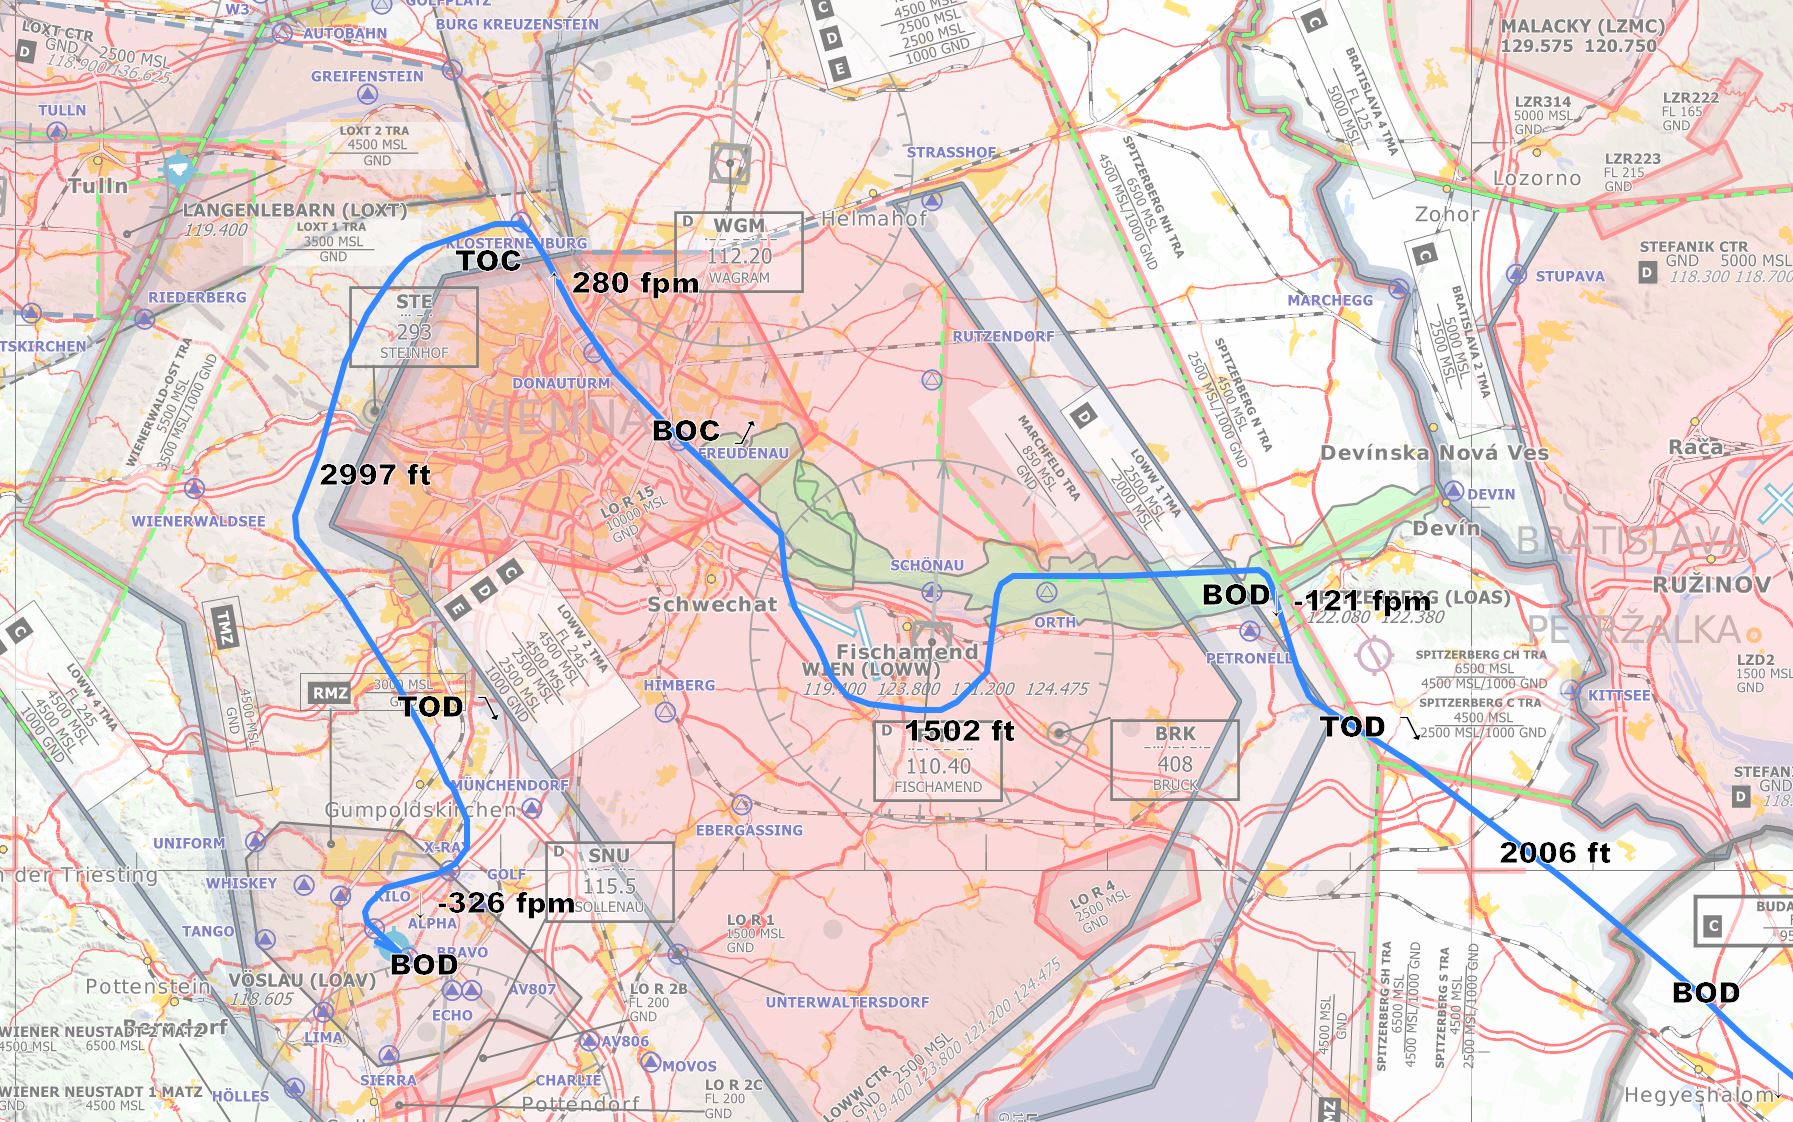 W3
GOLFPLATZ
BURG KREUZENSTEIN
AUTOBAHN
LOXT CTR
D
GND 2500 MSL
118.900 136.625
GREIFENSTEIN
TULLN
LOXT 2 TRA
4500 MSL
GND
Tulln
LANGENLEBARN (LOXT)
119.400
LOXT 1 TRA
3500 MSL
GND
C
D
E
4500 MSL
2500 MSL
2500 MSL
1000 GND
STRASSHOF
D
WGM
112.20
WAGRAM
Helmahof
C
BRATISLAVA 4 TMA
FL 125
5000 MSL
MALACKY (LZMC)
129.575 120.750
LZR314
5000 MSL
GND
LZR222
FL 165
GND
LZR223
FL 215
GND
Lozorno
Zohor
STEFANIK CTR
GND 5000 MSL
D
118.300 118.700
STUPAVA
MARCHEGG
SPITZERBERG NH TRA
6500 MSL
4500 MSL/1000 GND
C
BRATISLAVA 2 TMA
5000 MSL
2500 MSL
KLOSTERNEUBURG
TOC
280 fpm
RIEDERBERG
TSKIRCHEN
STE
293
STEINHOF
WIENERWALD-OST TRA
5500 MSL
3500 MSL/1000 GND
DONAUTURM
VIENNA
BOC
FREUDENAU
RUTZENDORF
SPITZERBERG N TRA
4500 MSL
2500 MSL/1000 GND
D
LOWW 1 TMA
2500 MSL
2000 MSL
MARCHFELD TRA
850 MSL
GND
Devínska Nová Ves
Rača
DEVIN
Devín
BRATISLAVA
RUŽINOV
PETRŽALKA
2997 ft
WIENERWALDSEE
LO R 15
10000 MSL
GND
SCHÖNAU
Schwechat
ORTH
BOD
-121 fpm
SPITZERBERG (LOAS)
122.080 122.380
PETRONELL
Fischamend
WIEN (LOWW)
119.400 123.800 121.200 124.475
HIMBERG
1502 ft
D
110.40
FISCHAMEND
BRK
408
BRUCK
SPITZERBERG CH TRA
6500 MSL
4500 MSL/1000 GND
SPITZERBERG C TRA
4500 MSL
2500 MSL/1000 GND
KITTSEE
LZD2
1500 MSL
GND
TOD
E
D
C
LOWW 2 TMA
FL 245
4500 MSL
4500 MSL
2500 MSL
2500 MSL
1000 GND
TMZ
4500 MSL
GND
C
LOWW 4 TMA
FL 245
4500 MSL
4500 MSL
1000 GND
RMZ
3000 MSL
TOD
MÜNCHENDORF
Gumpoldskirchen
EBERGASSING
UNIFORM
X-RAY
n der Triesting
WHISKEY
GOLF
KILO
-326 fpm
D
SNU
115.5
SOLLENAU
ALPHA
TANGO
BRAVO
BOD
VÖSLAU (LOAV)
118.605
Pottenstein
AV807
ECHO
Berndorf
WIENER NEUSTADT 2 MATZ
4500 MSL
6500 MSL
LIMA
AV806
MOVOS
SIERRA
CHARLIE
WIENER NEUSTADT 1 MATZ
GND
4500 MSL
HÖLLES
Pottendorf
LO R 1
1500 MSL
GND
LO R 2B
FL 200
GND
LO R 2C
FL 200
GND
UNTERWALTERSDORF
LO R 4
2500 MSL
GND
LOWW CTR
GND 2500 MSL
119.400 123.800 121.200 124.475
2006 ft
STEFANI
GND
D
118.
C
BUDA
95
BOD
SPITZERBERG SH TRA
6500 MSL
4500 MSL/1000 GND
SPITZERBERG S TRA
4500 MSL
2500 MSL/1000 GND
4500 MSL
GND
MZ
Hegyeshalom